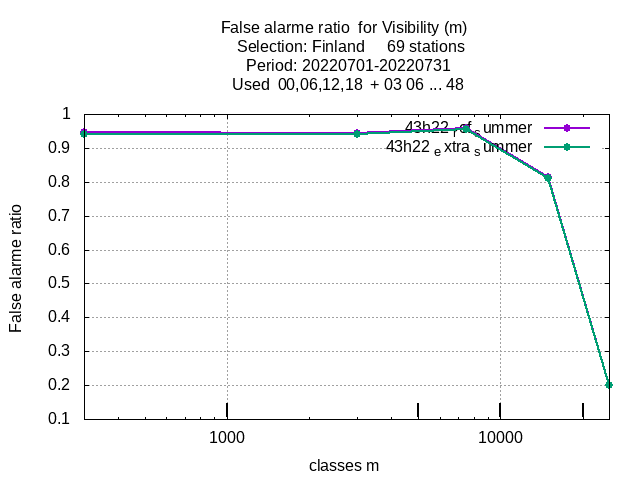 False alarme ratio  for Visibility (m)
Selection: Finland     69 stations
Period: 20220701-20220731
Used  00,06,12,18  + 03 06 ... 48
1
0.9
0.8
0.7
0.6
0.5
0.4
0.3
0.2
0.1
False alarme ratio
43h22_ref_summer
43h22_extra_summer
1000
10000
classes m